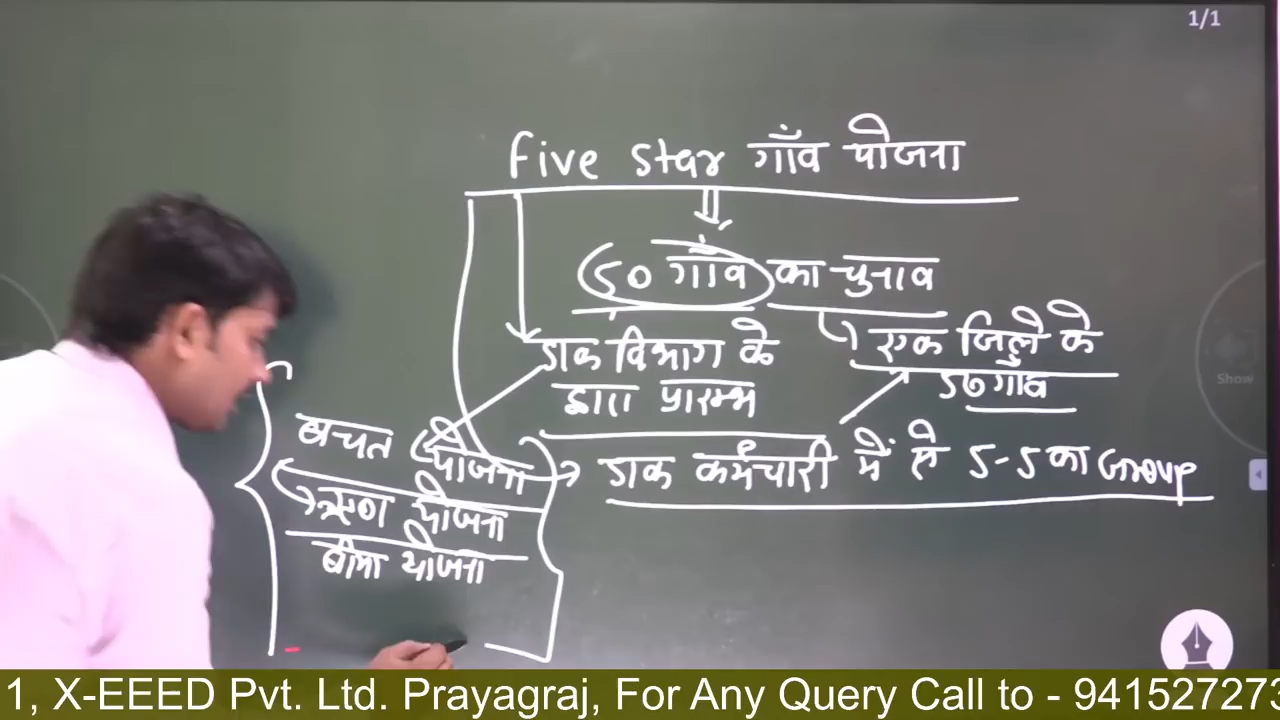 1/1
Five Star गाँव योजना
50 गाँव का चुनाव
एक जिले के
50 गाँव
डाक विभाग के
द्वारा प्रारम्भ
डाक कर्मचारी में से 5-5 का Group
बचत योजना
ऋण योजना
बीमा योजना
Show
1, X-EEED Pvt. Ltd. Prayagraj, For Any Query Call to - 941527273